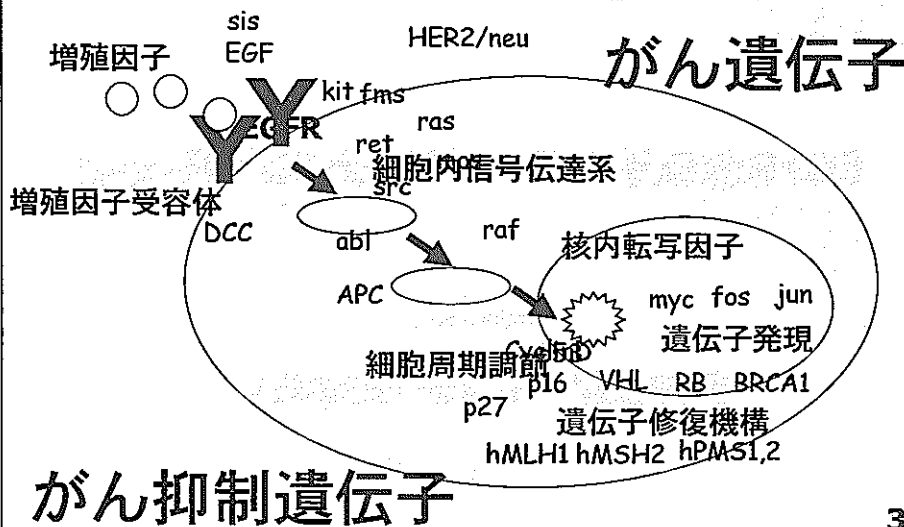 sis
EGF
HER2/neu
がん遺伝子
増殖因子
kit fms
EGFR
ras
ret
mos
細胞内信号伝達系
src
増殖因子受容体
DCC
abl
raf
核内転写因子
APC
myc fos jun
遺伝子発現
Cyclin D
p53
細胞周期調節
p16 VHL RB BRCA1
p27
遺伝子修復機構
hMLH1 hMSH2 hPMS1,2
がん抑制遺伝子
3